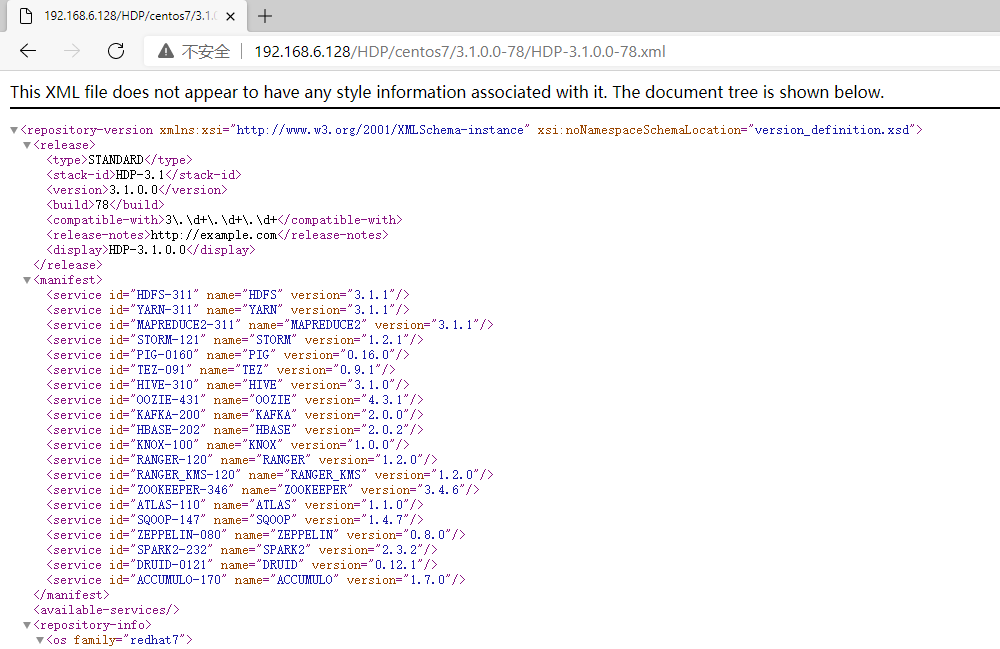 192.168.6.128/HDP/centos7/3.1.0
不安全 192.168.6.128/HDP/centos7/3.1.0.0-78/HDP-3.1.0.0-78.xml
This XML file does not appear to have any style information associated with it. The document tree is shown below.
<repository-version xmlns:xsi="http://www.w3.org/2001/XMLSchema-instance" xsi:noNamespaceSchemaLocation="version_definition.xsd">
<release>
<type>STANDARD</type>
<stack-id>HDP-3.1</stack-id>
<version>3.1.0.0</version>
<build>78</build>
<compatible-with>3\.\d+\.\d+\.\d+</compatible-with>
<release-notes>http://example.com</release-notes>
<display>HDP-3.1.0.0</display>
</release>
<manifest>
<service id="HDFS-311" name="HDFS" version="3.1.1"/>
<service id="YARN-311" name="YARN" version="3.1.1"/>
<service id="MAPREDUCE2-311" name="MAPREDUCE2" version="3.1.1"/>
<service id="STORM-121" name="STORM" version="1.2.1"/>
<service id="PIG-0160" name="PIG" version="0.16.0"/>
<service id="TEZ-091" name="TEZ" version="0.9.1"/>
<service id="HIVE-310" name="HIVE" version="3.1.0"/>
<service id="OOZIE-431" name="OOZIE" version="4.3.1"/>
<service id="KAFKA-200" name="KAFKA" version="2.0.0"/>
<service id="HBASE-202" name="HBASE" version="2.0.2"/>
<service id="KNOX-100" name="KNOX" version="1.0.0"/>
<service id="RANGER-120" name="RANGER" version="1.2.0"/>
<service id="RANGER_KMS-120" name="RANGER_KMS" version="1.2.0"/>
<service id="ZOOKEEPER-346" name="ZOOKEEPER" version="3.4.6"/>
<service id="ATLAS-110" name="ATLAS" version="1.1.0"/>
<service id="SQOOP-147" name="SQOOP" version="1.4.7"/>
<service id="ZEPPELIN-080" name="ZEPPELIN" version="0.8.0"/>
<service id="SPARK2-232" name="SPARK2" version="2.3.2"/>
<service id="DRUID-0121" name="DRUID" version="0.12.1"/>
<service id="ACCUMULO-170" name="ACCUMULO" version="1.7.0"/>
</manifest>
<available-services/>
<repository-info>
<os family="redhat7">